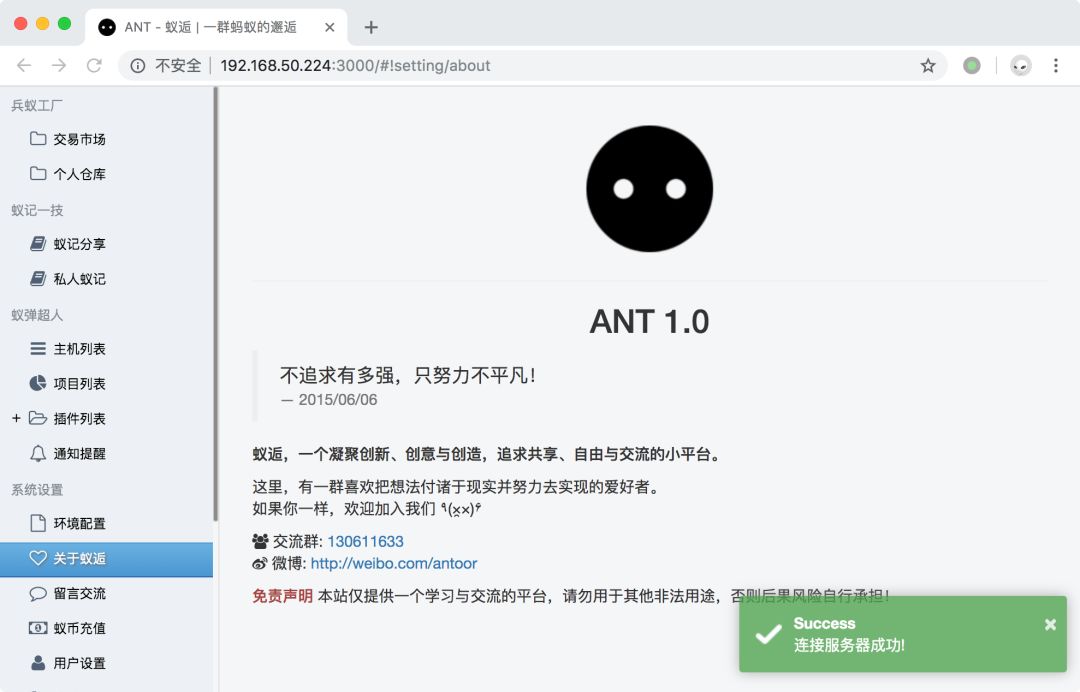 ANT - 蚁逅 | 一群蚂蚁的邂逅
不安全 | 192.168.50.224:3000/#!setting/about
兵蚁工厂
交易市场
个人仓库
蚁记一技
蚁记分享
私人蚁记
蚁弹超人
主机列表
项目列表
+ 插件列表
通知提醒
系统设置
环境配置
关于蚁逅
留言交流
蚁币充值
用户设置
ANT 1.0
不追求有多强，只努力不平凡！
— 2015/06/06
蚁逅，一个凝聚创新、创意与创造，追求共享、自由与交流的小平台。
这里，有一群喜欢把想法付诸于现实并努力去实现的爱好者。
如果你一样，欢迎加入我们 ٩(×̯×)۶
交流群: 130611633
微博: http://weibo.com/antoor
免责声明 本站仅提供一个学习与交流的平台，请勿用于其他非法用途，否则后果风险自行承担！
Success
连接服务器成功!